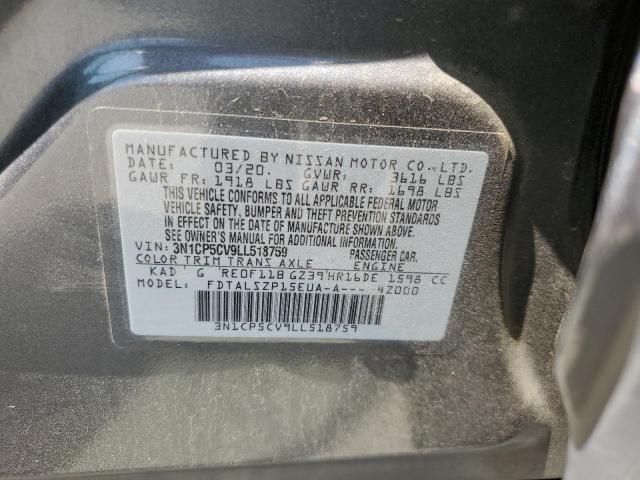 MANUFACTURED BY NISSAN MOTOR CO.,LTD.
DATE: 03/20. GVWR: 3616 LBS
GAWR FR: 1918 LBS GAWR RR: 1698 LBS
THIS VEHICLE CONFORMS TO ALL APPLICABLE FEDERAL MOTOR
VEHICLE SAFETY, BUMPER AND THEFT PREVENTION STANDARDS
IN EFFECT ON THE DATE OF MANUFACTURE SHOWN ABOVE.
SEE OWNER'S MANUAL FOR ADDITIONAL INFORMATION.
VIN: 3N1CP5CV9LL518759 PASSENGER CAR.
COLOR TRIM TRANS AXLE ENGINE
KAD G RE0F11B GZ39 HR16DE 1598 CC
MODEL: FDTALSZP15EUA-A--- 42000
3N1CP5CV9LL518759